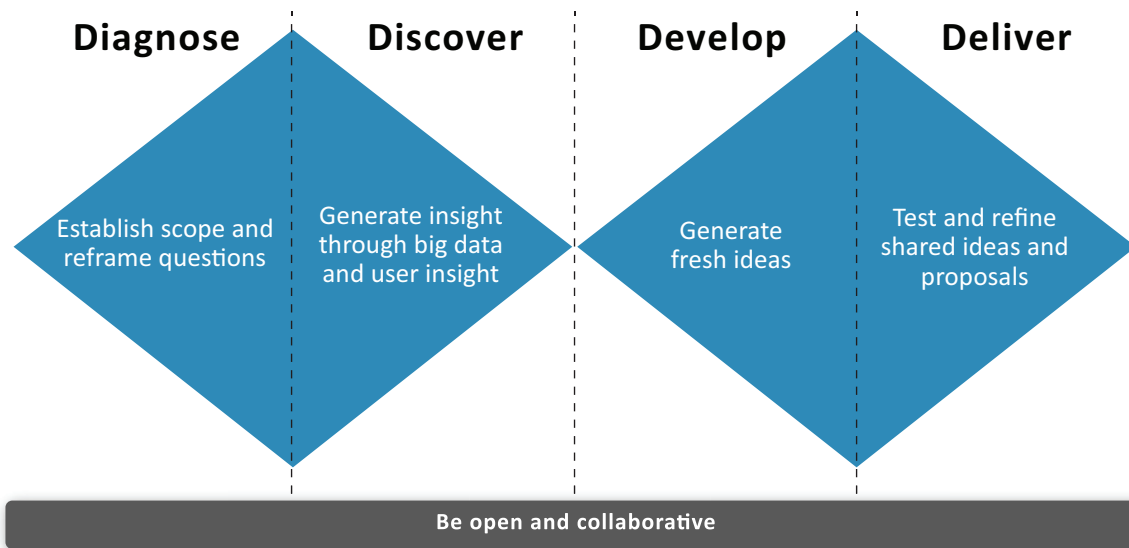 Diagnose
Discover
Develop
Deliver
Establish scope and
reframe questions
Generate insight
through big data
and user insight
Generate
fresh ideas
Test and refine
shared ideas and
proposals
Be open and collaborative